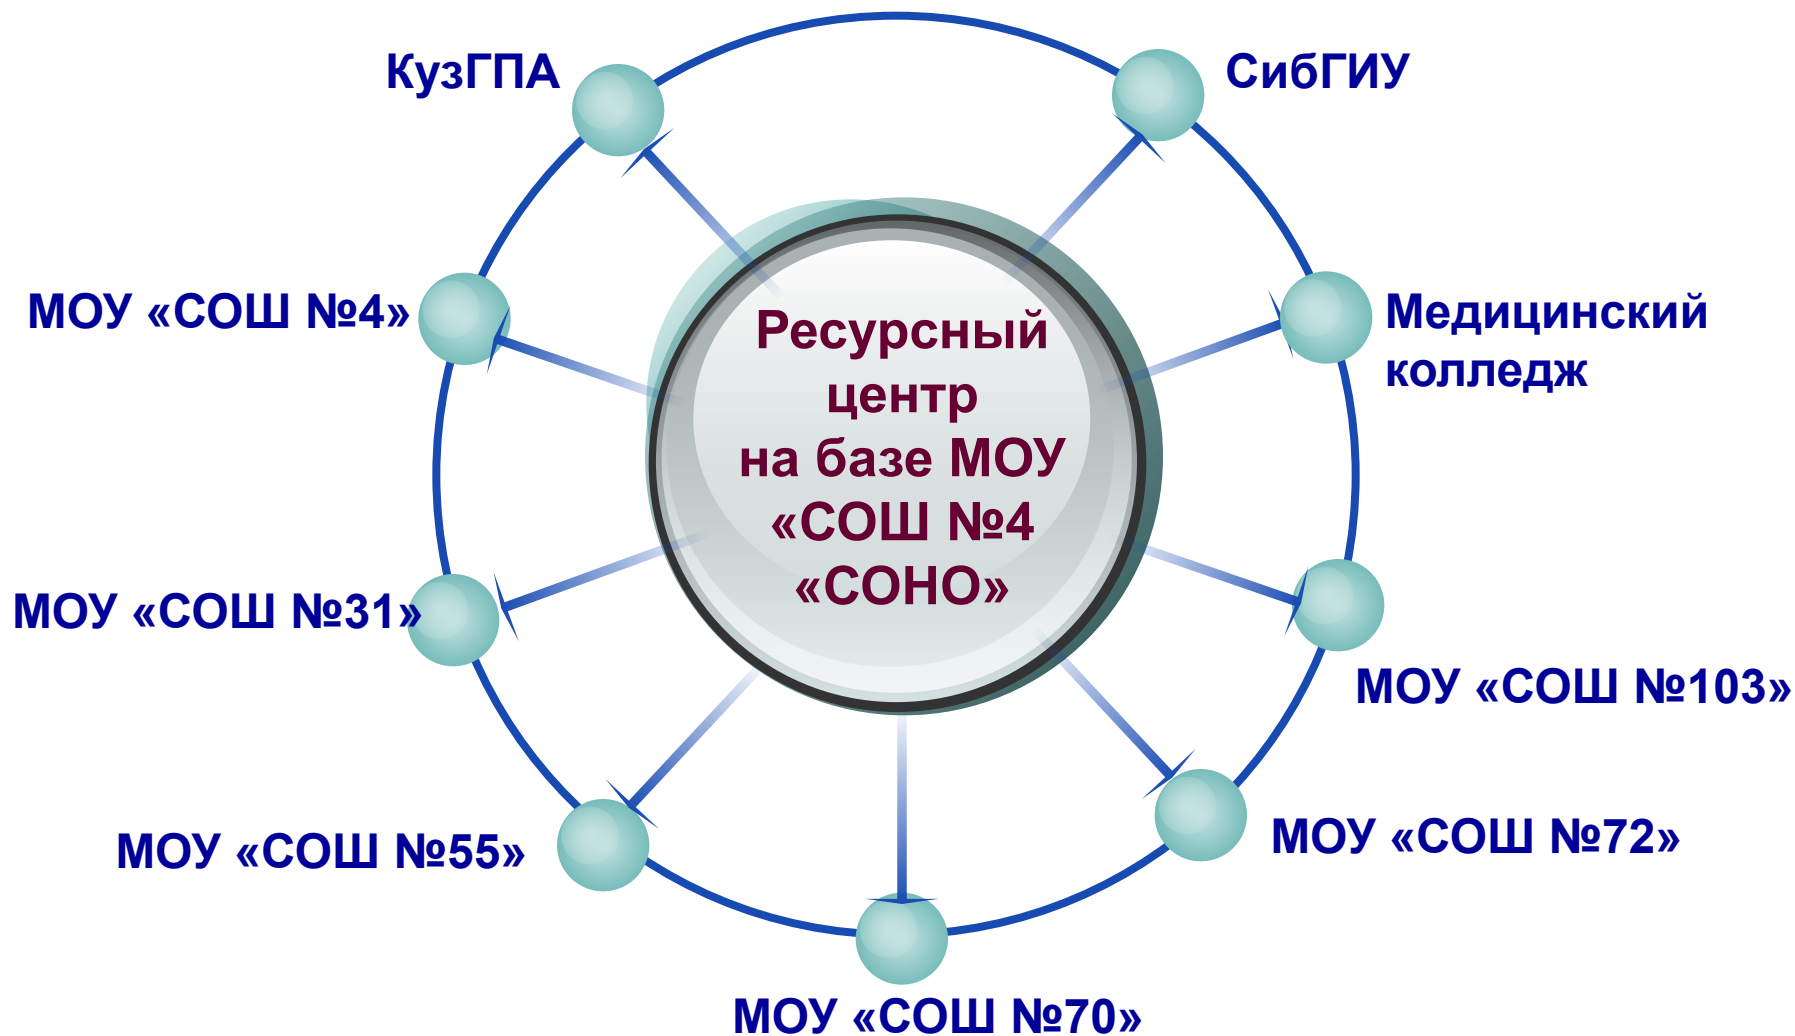 КузГПА
СибГИУ
МОУ «СОШ №4»
Медицинский
колледж
Ресурсный
центр
на базе МОУ
«СОШ №4
«СОНО»
МОУ «СОШ №31»
МОУ «СОШ №103»
МОУ «СОШ №55»
МОУ «СОШ №72»
МОУ «СОШ №70»